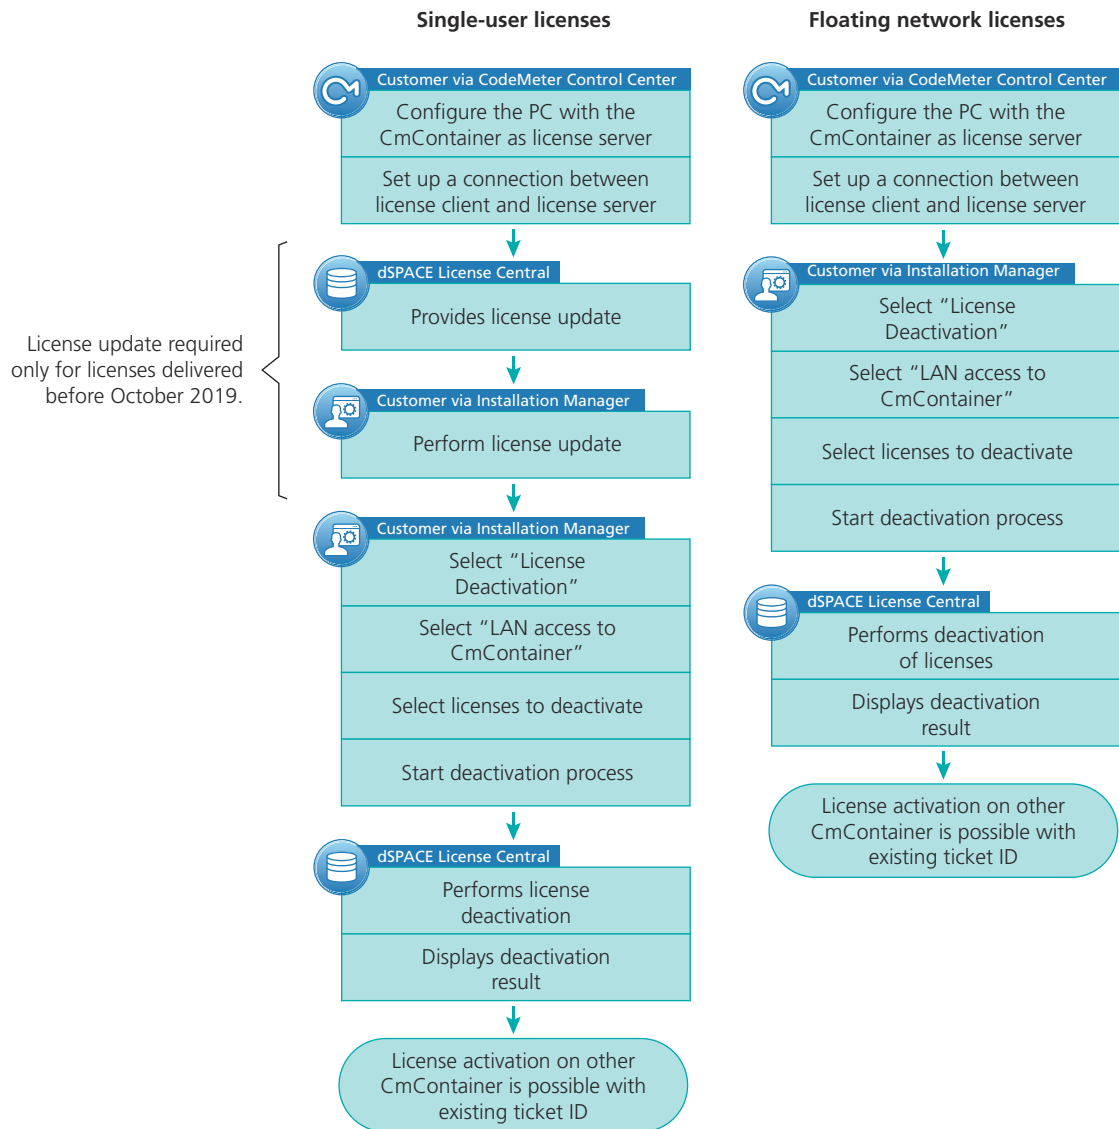 Single-user licenses
Customer via CodeMeter Control Center
Configure the PC with the
CmContainer as license server
Set up a connection between
license client and license server
License update required
only for licenses delivered
before October 2019.
dSPACE License Central
Provides license update
Customer via Installation Manager
Perform license update
Customer via Installation Manager
Select “License
Deactivation”
Select “LAN access to
CmContainer”
Select licenses to deactivate
Start deactivation process
dSPACE License Central
Performs license
deactivation
Displays deactivation
result
License activation on other
CmContainer is possible with
existing ticket ID
Floating network licenses
Customer via CodeMeter Control Center
Configure the PC with the
CmContainer as license server
Set up a connection between
license client and license server
Customer via Installation Manager
Select “License
Deactivation”
Select “LAN access to
CmContainer”
Select licenses to deactivate
Start deactivation process
dSPACE License Central
Performs deactivation
of licenses
Displays deactivation
result
License activation on other
CmContainer is possible with
existing ticket ID